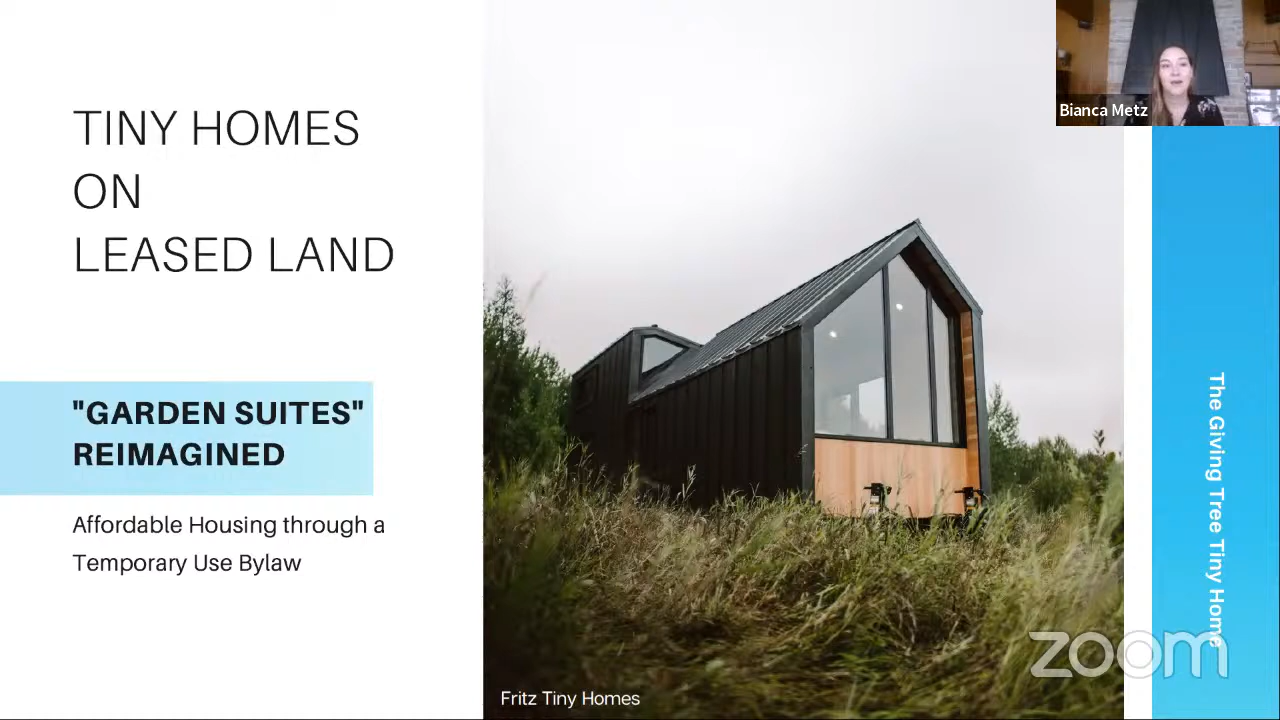 TINY HOMES
ON
LEASED LAND
"GARDEN SUITES"
REIMAGINED
Affordable Housing through a
Temporary Use Bylaw
Fritz Tiny Homes
Bianca Metz
The Giving Tree Tiny Home
zoom